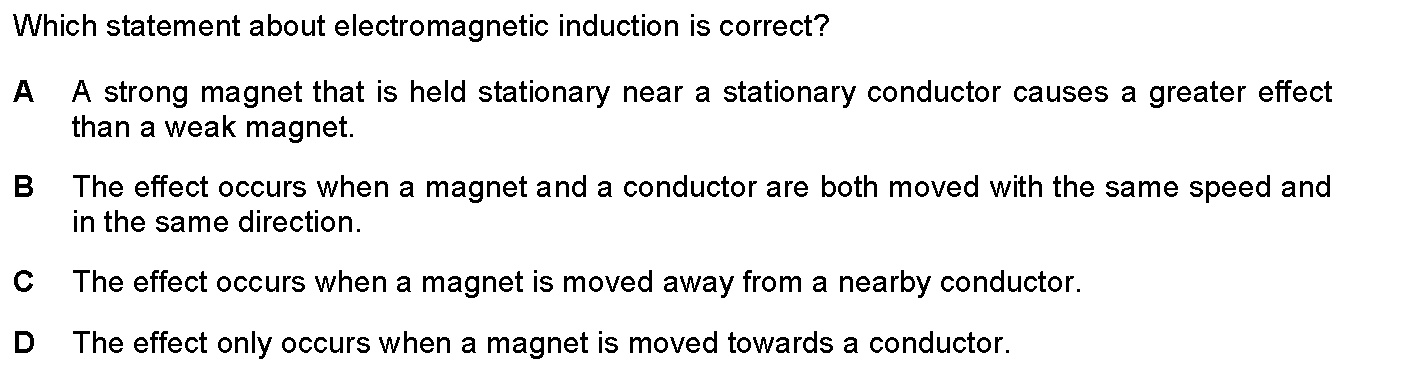 Which statement about electromagnetic induction is correct?
A A strong magnet that is held stationary near a stationary conductor causes a greater effect
than a weak magnet.
B The effect occurs when a magnet and a conductor are both moved with the same speed and
in the same direction.
C The effect occurs when a magnet is moved away from a nearby conductor.
D The effect only occurs when a magnet is moved towards a conductor.